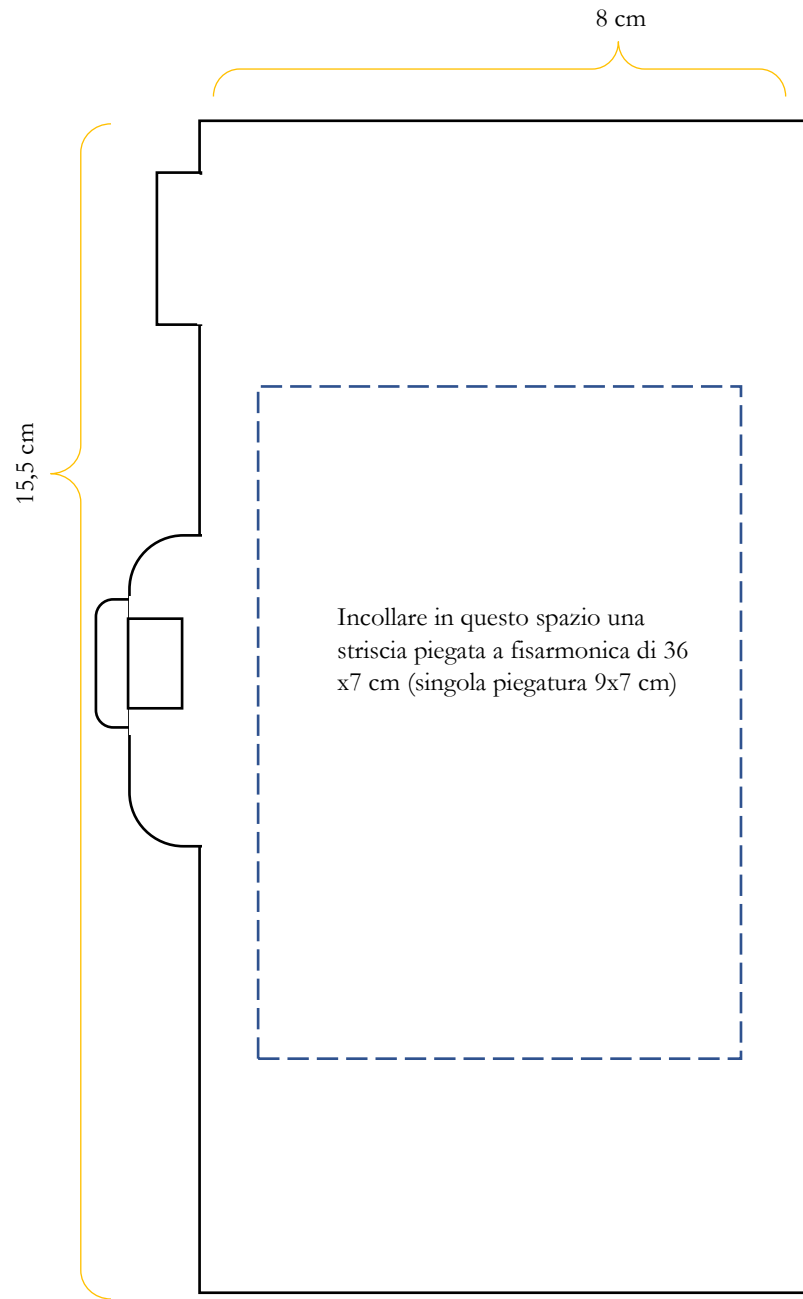 8 cm
15,5 cm
Incollare in questo spazio una
striscia piegata a fisarmonica di 36
x7 cm (singola piegatura 9x7 cm)